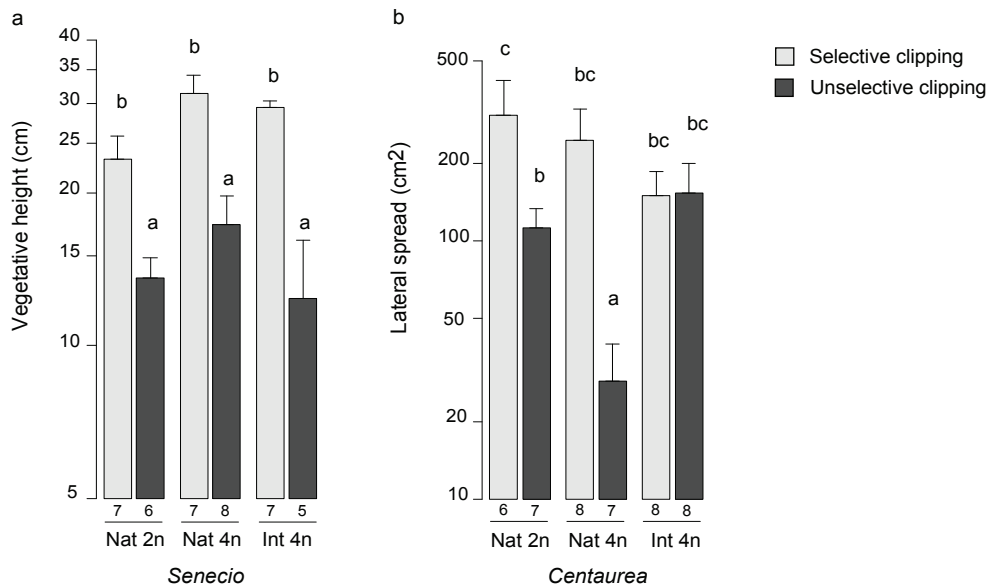 a
Vegetative height (cm)
40
35
30
25
20
15
10
5
b
a
b
a
b
a
7 6 7 8 7 5
Nat 2n Nat 4n Int 4n
Senecio
b
Lateral spread (cm2)
500
200
100
50
20
10
c
b
bc
a
bc
bc
6 7 8 7 8 8
Nat 2n Nat 4n Int 4n
Centaurea
Selective clipping
Unselective clipping